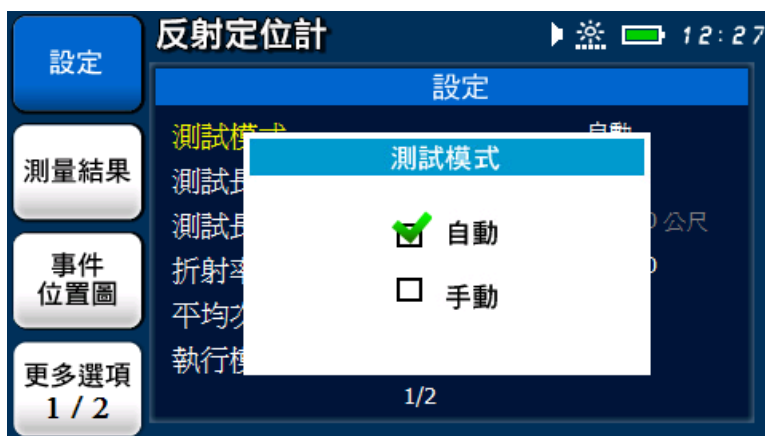 設定
測量結果
事件
位置圖
更多選項
1 / 2
反射定位計
12:27
設定
測試模式
自動
測試長
測試長
公尺
折射率
平均次
執行模
1/2
測試模式
自動
手動